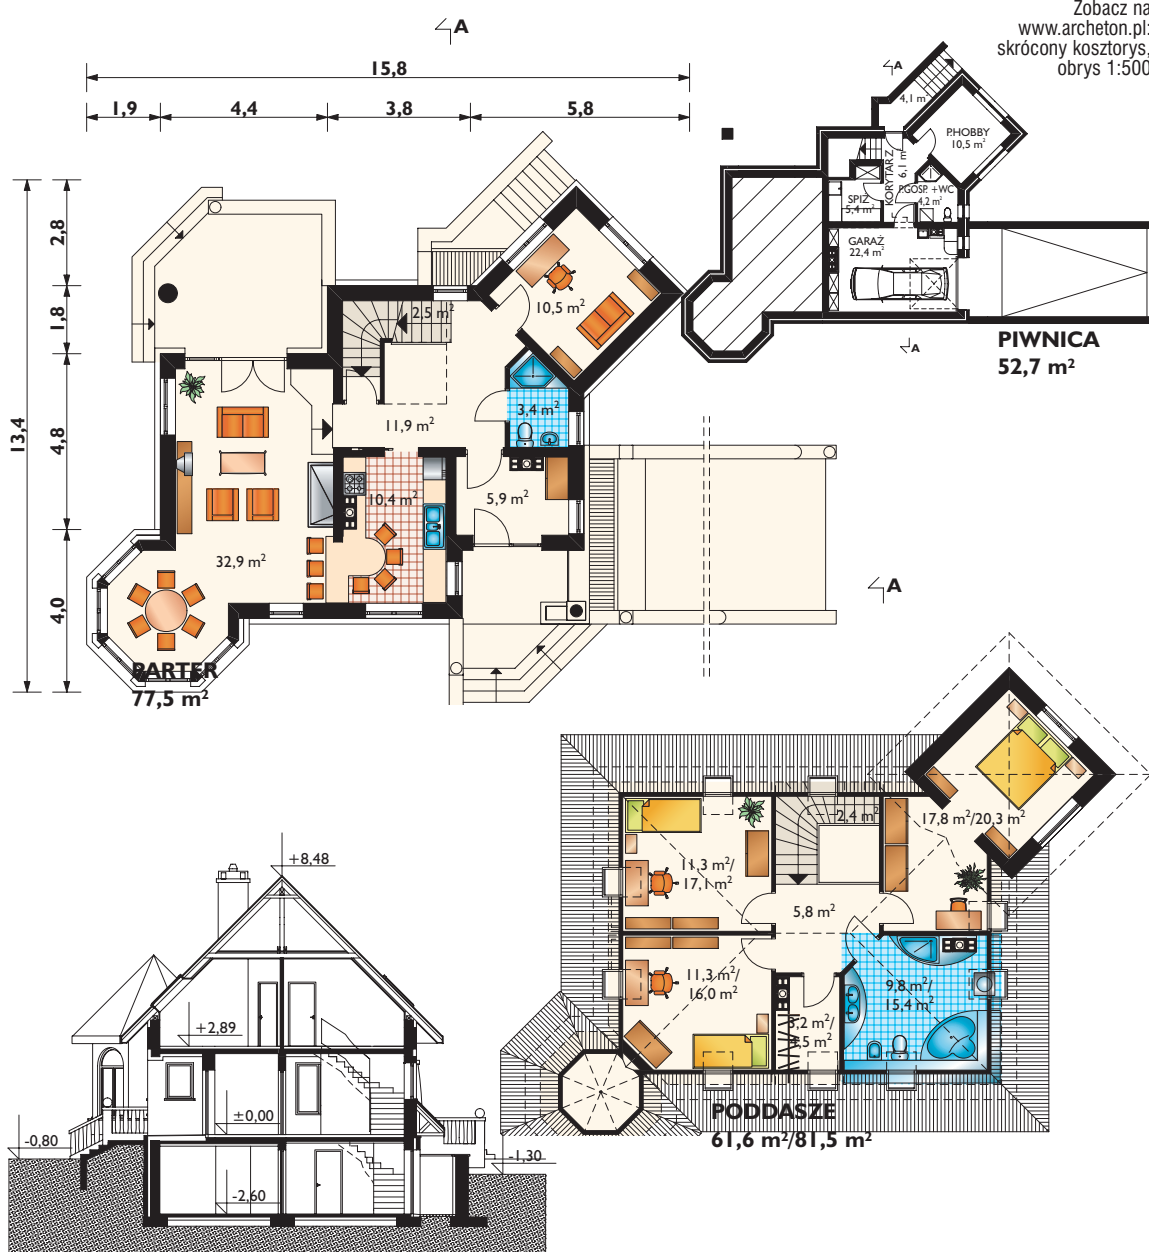 Zobacz na
www.archeton.pl:
skrócony kosztorys,
obrys 1:500
A
15,8
1,9
4,4
3,8
5,8
13,4
2,8
1,8
4,8
4,0
2,5 m²
10,5 m²
3,4 m²
11,9 m²
10,4 m²
5,9 m²
32,9 m²
A
PARTER
77,5 m²
A
4,1 m²
P.HOBBY
10,5 m²
KORYTARZ
6,1 m
P.GOSP. +WC
4,2 m²
SPIŻ
5,4 m²
GARAŻ
22,4 m²
A
PIWNICA
52,7 m²
17,8 m²/20,3 m²
2,4 m²
11,3 m²/
17,1 m²
5,8 m²
11,3 m²/
16,0 m²
9,8 m²/
15,4 m²
3,2 m²/
5 m²
PODDASZE
61,6 m²/81,5 m²
+8,48
+2,89
±0,00
-0,80
-1,30
-2,60